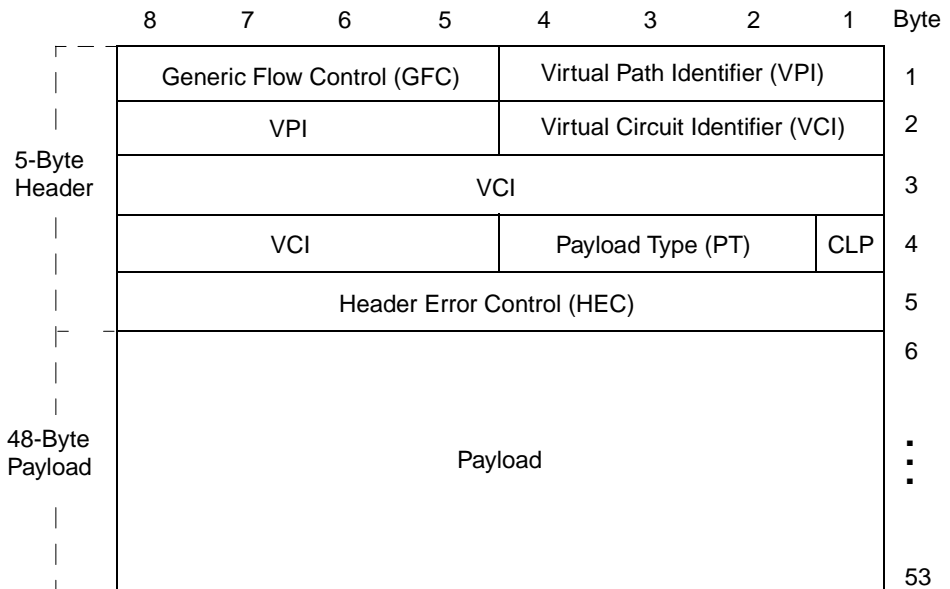 8 7 6 5 4 3 2 1 Byte
Generic Flow Control (GFC) Virtual Path Identifier (VPI) 1
VPI Virtual Circuit Identifier (VCI) 2
5-Byte
Header
VCI 3
VCI Payload Type (PT) CLP 4
Header Error Control (HEC) 5
6
48-Byte
Payload
Payload
53